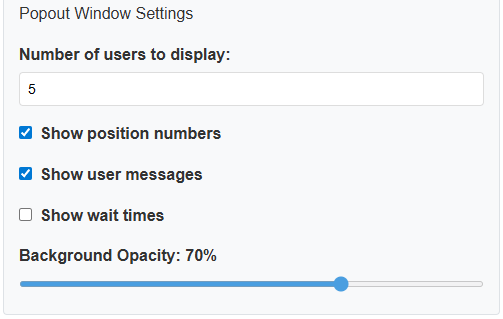 Popout Window Settings
Number of users to display:
5
Show position numbers
Show user messages
Show wait times
Background Opacity: 70%